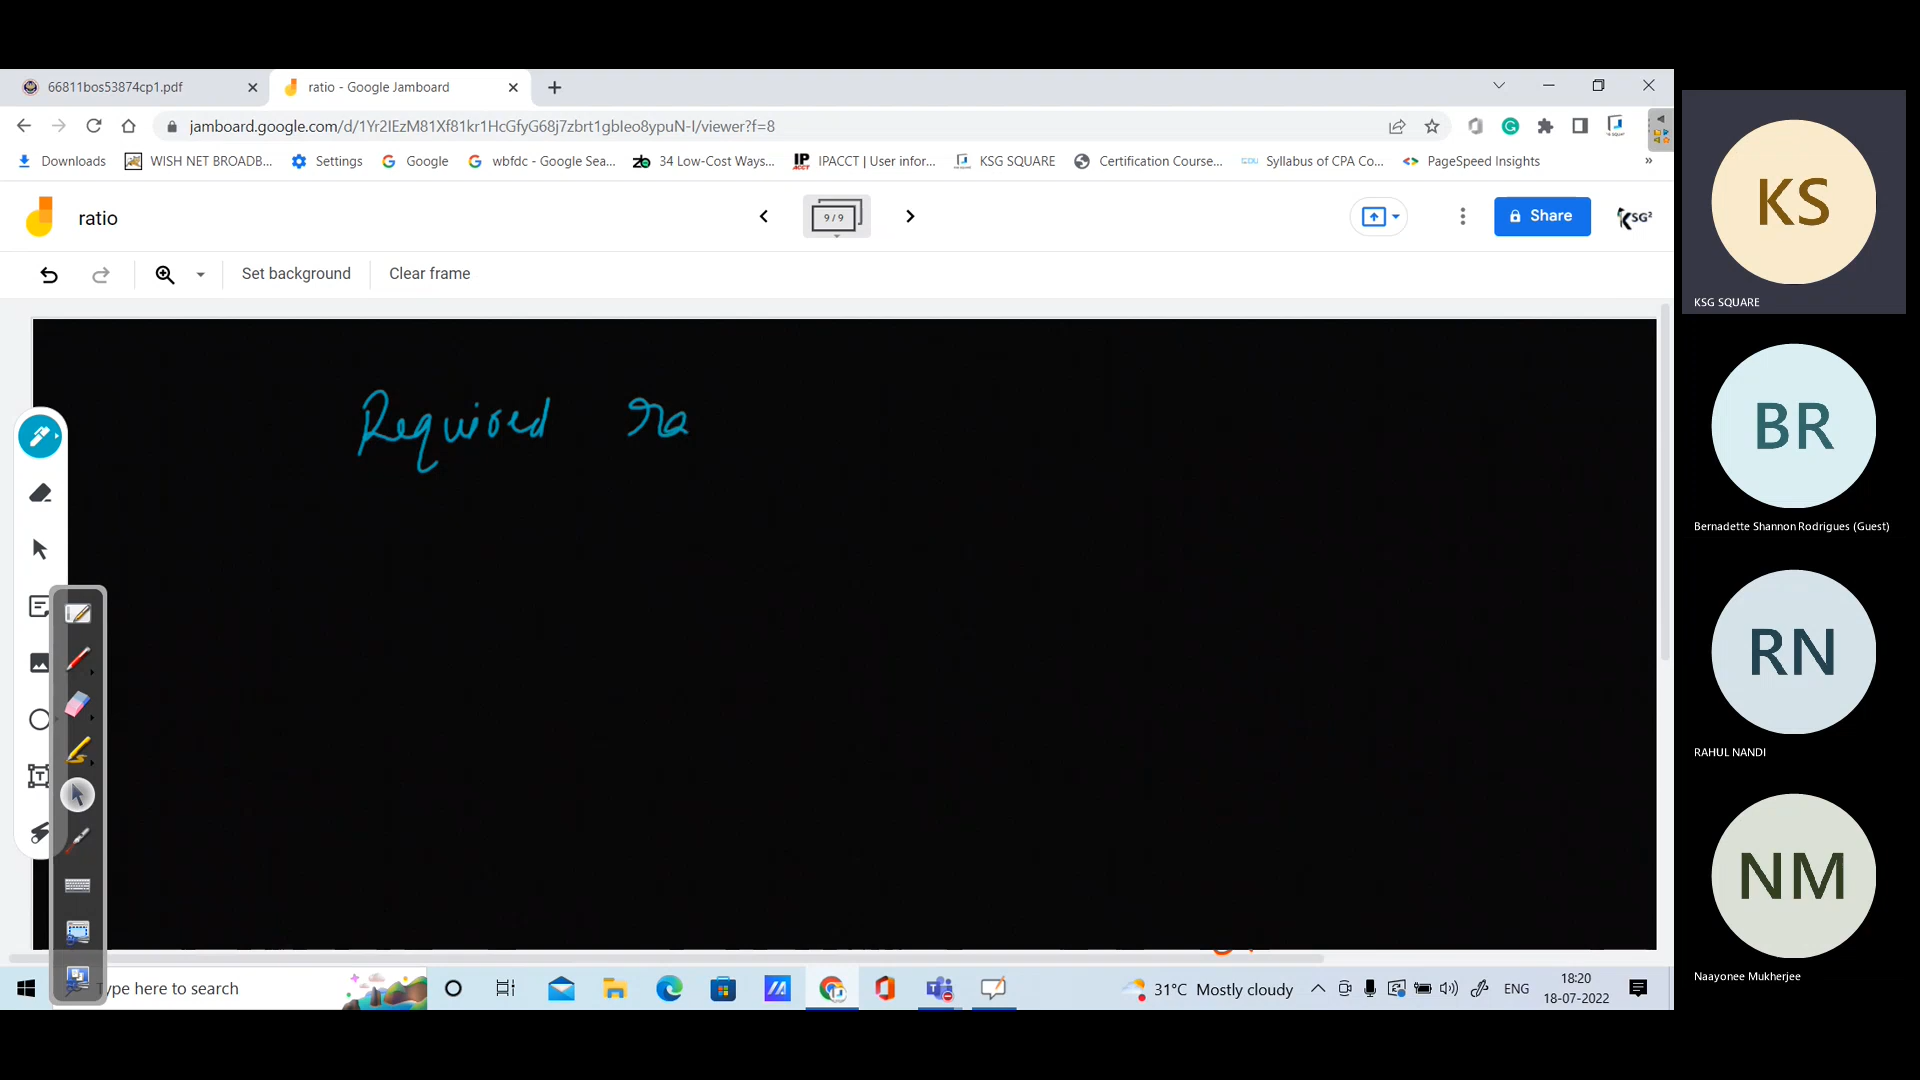 66811bos53874cp1.pdf
ratio - Google Jamboard
jamboard.google.com/d/1Yr2IEzM81Xf81kr1HcGfyG68j7zbrt1gbIeo8ypuN-I/viewer?f=8
Downloads WISH NET BROADB... Settings Google wbfdc - Google Sea... 34 Low-Cost Ways... IPACCT | User infor... KSG SQUARE Certification Course... Syllabus of CPA Co... PageSpeed Insights »
ratio
9 / 9
Share
KSG²
Set background Clear frame
Required ra
Type here to search
31°C Mostly cloudy
ENG
18:20
18-07-2022
KS
KSG SQUARE
BR
Bernadette Shannon Rodrigues (Guest)
RN
RAHUL NANDI
NM
Naayonee Mukherjee